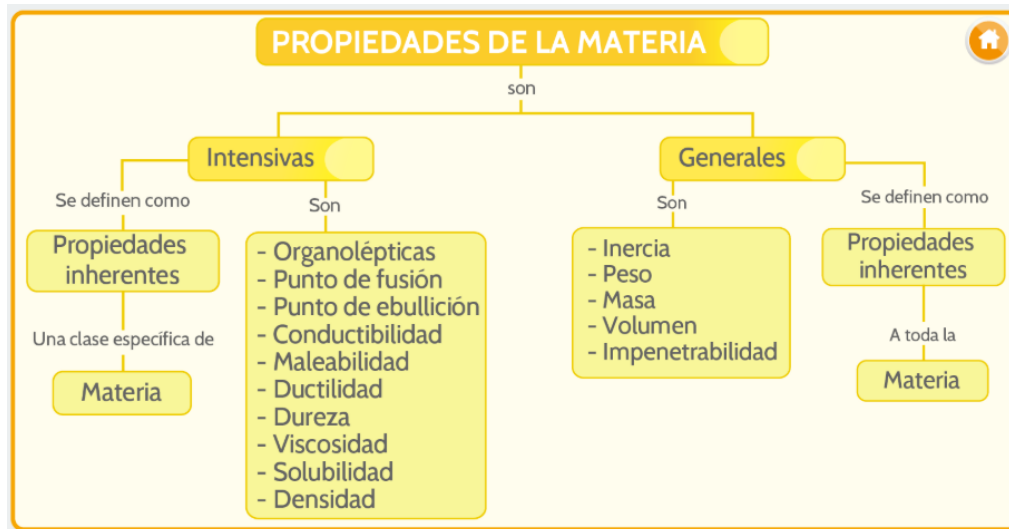 PROPIEDADES DE LA MATERIA
son
Intensivas
Se definen como
Propiedades
inherentes
Una clase específica de
Materia
Son
- Organolépticas
- Punto de fusión
- Punto de ebullición
- Conductibilidad
- Maleabilidad
- Ductilidad
- Dureza
- Viscosidad
- Solubilidad
- Densidad
Generales
Son
- Inercia
- Peso
- Masa
- Volumen
- Impenetrabilidad
Se definen como
Propiedades
inherentes
A toda la
Materia